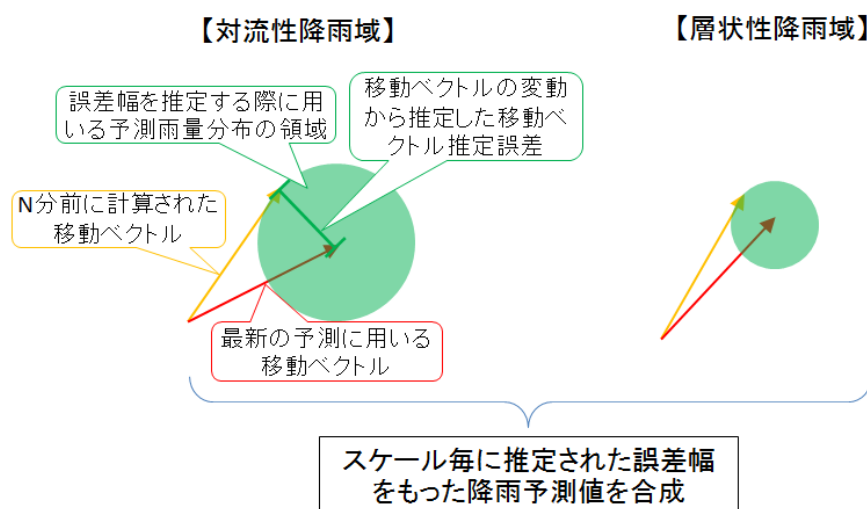 【対流性降雨域】
【層状性降雨域】
誤差幅を推定する際に用
いる予測雨量分布の領域
移動ベクトルの変動
から推定した移動ベ
クトル推定誤差
N分前に計算された
移動ベクトル
最新の予測に用いる
移動ベクトル
スケール毎に推定された誤差幅
をもった降雨予測値を合成